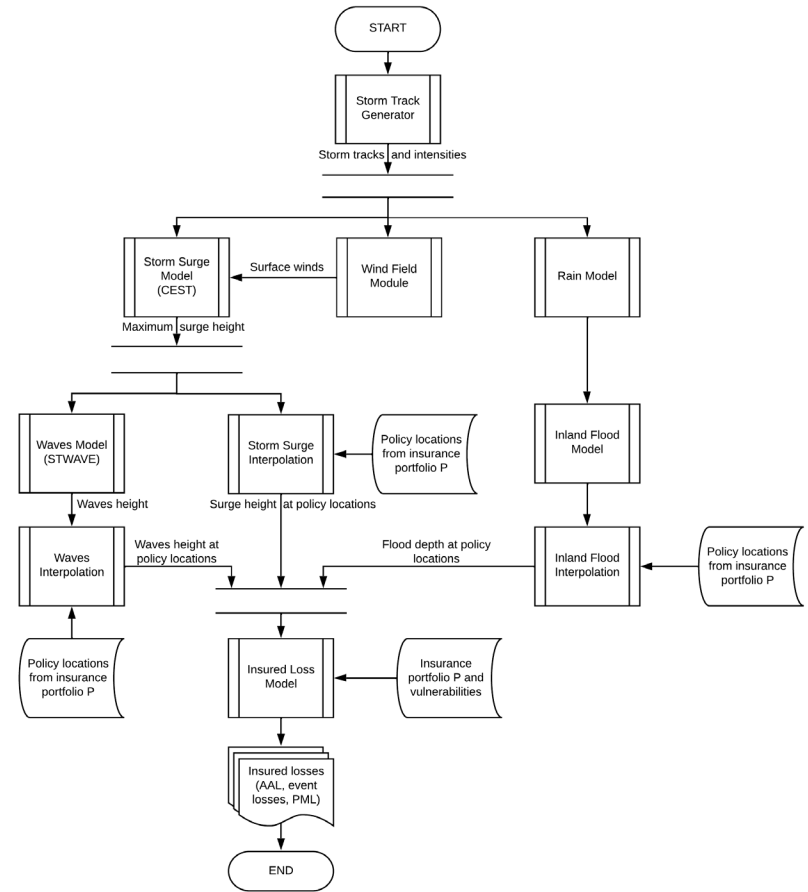 START
Storm Track
Generator
Storm tracks and intensities
Storm Surge
Model
(CEST)
Surface winds
Wind Field
Module
Rain Model
Maximum surge height
Waves Model
(STWAVE)
Storm Surge
Interpolation
Policy locations
from insurance
portfolio P
Inland Flood
Model
Waves height
Surge height at policy locations
Waves
Interpolation
Waves height at
policy locations
Flood depth at policy
locations
Inland Flood
Interpolation
Policy locations
from insurance
portfolio P
Policy locations
from insurance
portfolio P
Insured Loss
Model
Insurance
portfolio P and
vulnerabilities
Insured losses
(AAL, event
losses, PML)
END